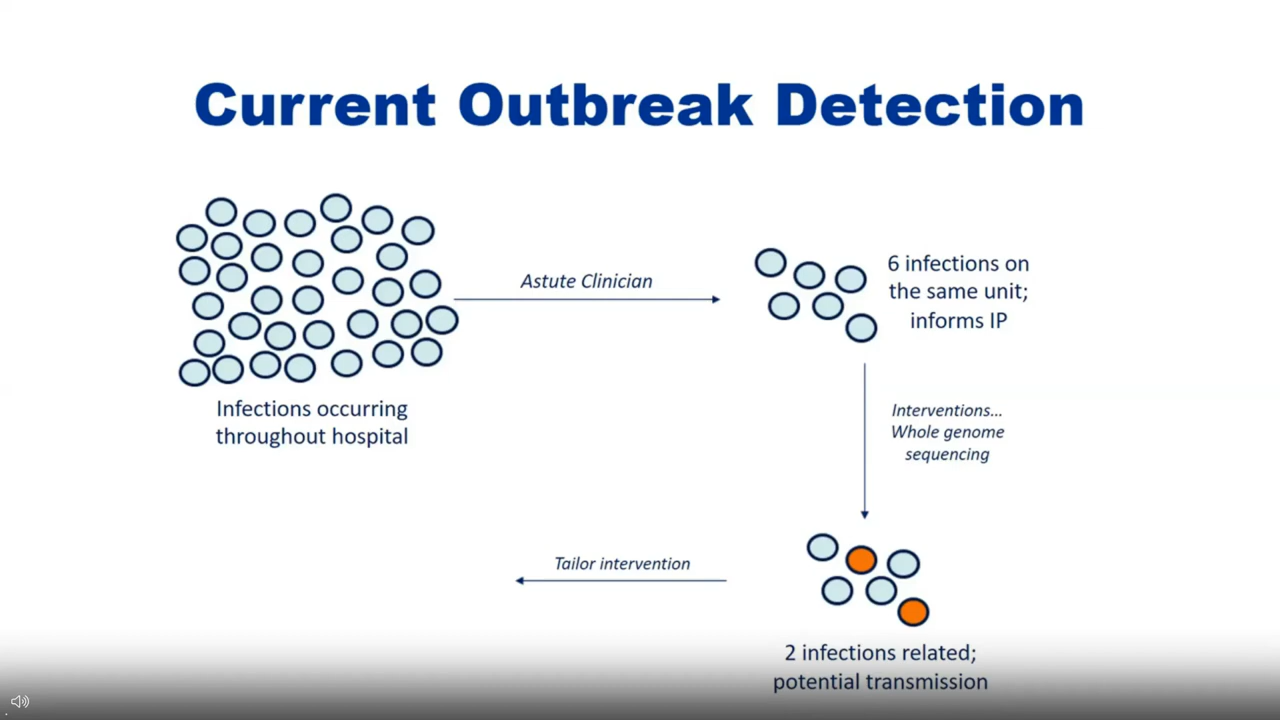 Current Outbreak Detection
Astute Clinician
6 infections on
the same unit;
informs IP
Infections occurring
throughout hospital
Interventions...
Whole genome
sequencing
Tailor intervention
2 infections related;
potential transmission